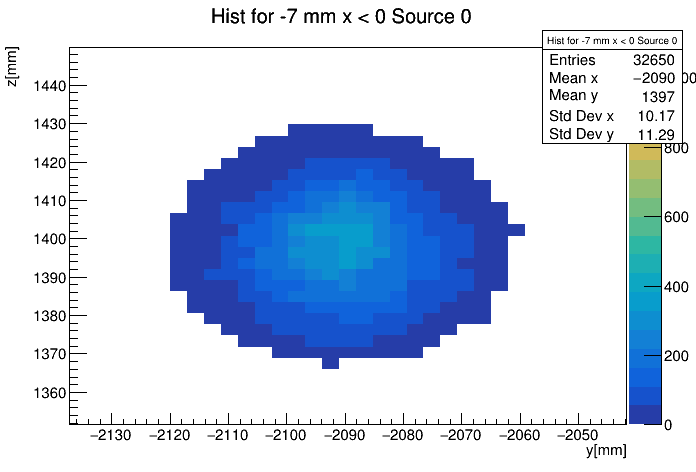 Hist for -7 mm x < 0 Source 0
z[mm]
Hist for -7 mm x < 0 Source 0
Entries 32650
Mean x −2090
Mean y 1397
Std Dev x 10.17
Std Dev y 11.29
1440
1430
1420
1410
1400
1390
1380
1370
1360
00
800
600
400
200
0
−2130 −2120 −2110 −2100 −2090 −2080 −2070 −2060 −2050
y[mm]